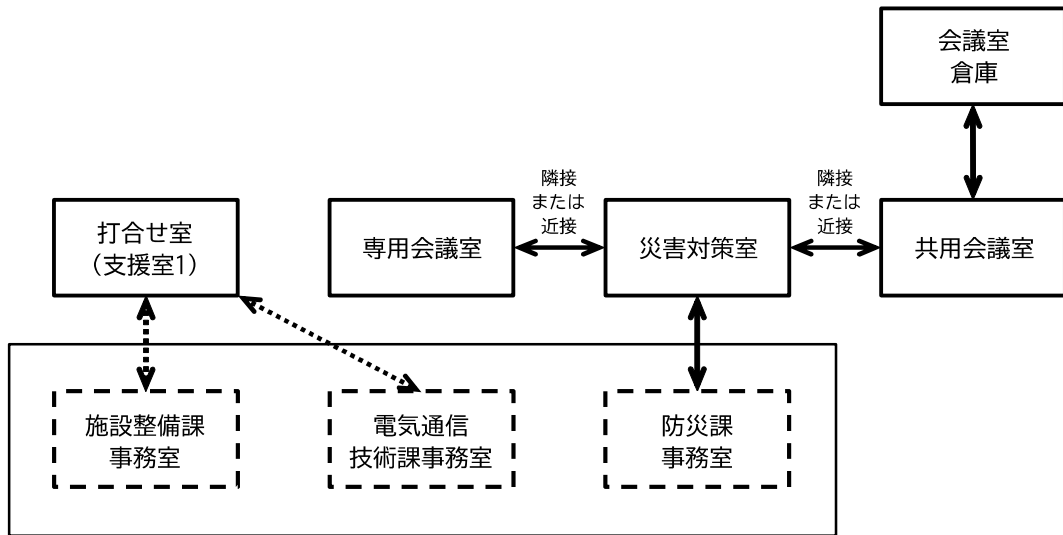 会議室
倉庫
隣接
または
近接
隣接
または
近接
打合せ室
（支援室1）
専用会議室
災害対策室
共用会議室
施設整備課
事務室
電気通信
技術課事務室
防災課
事務室